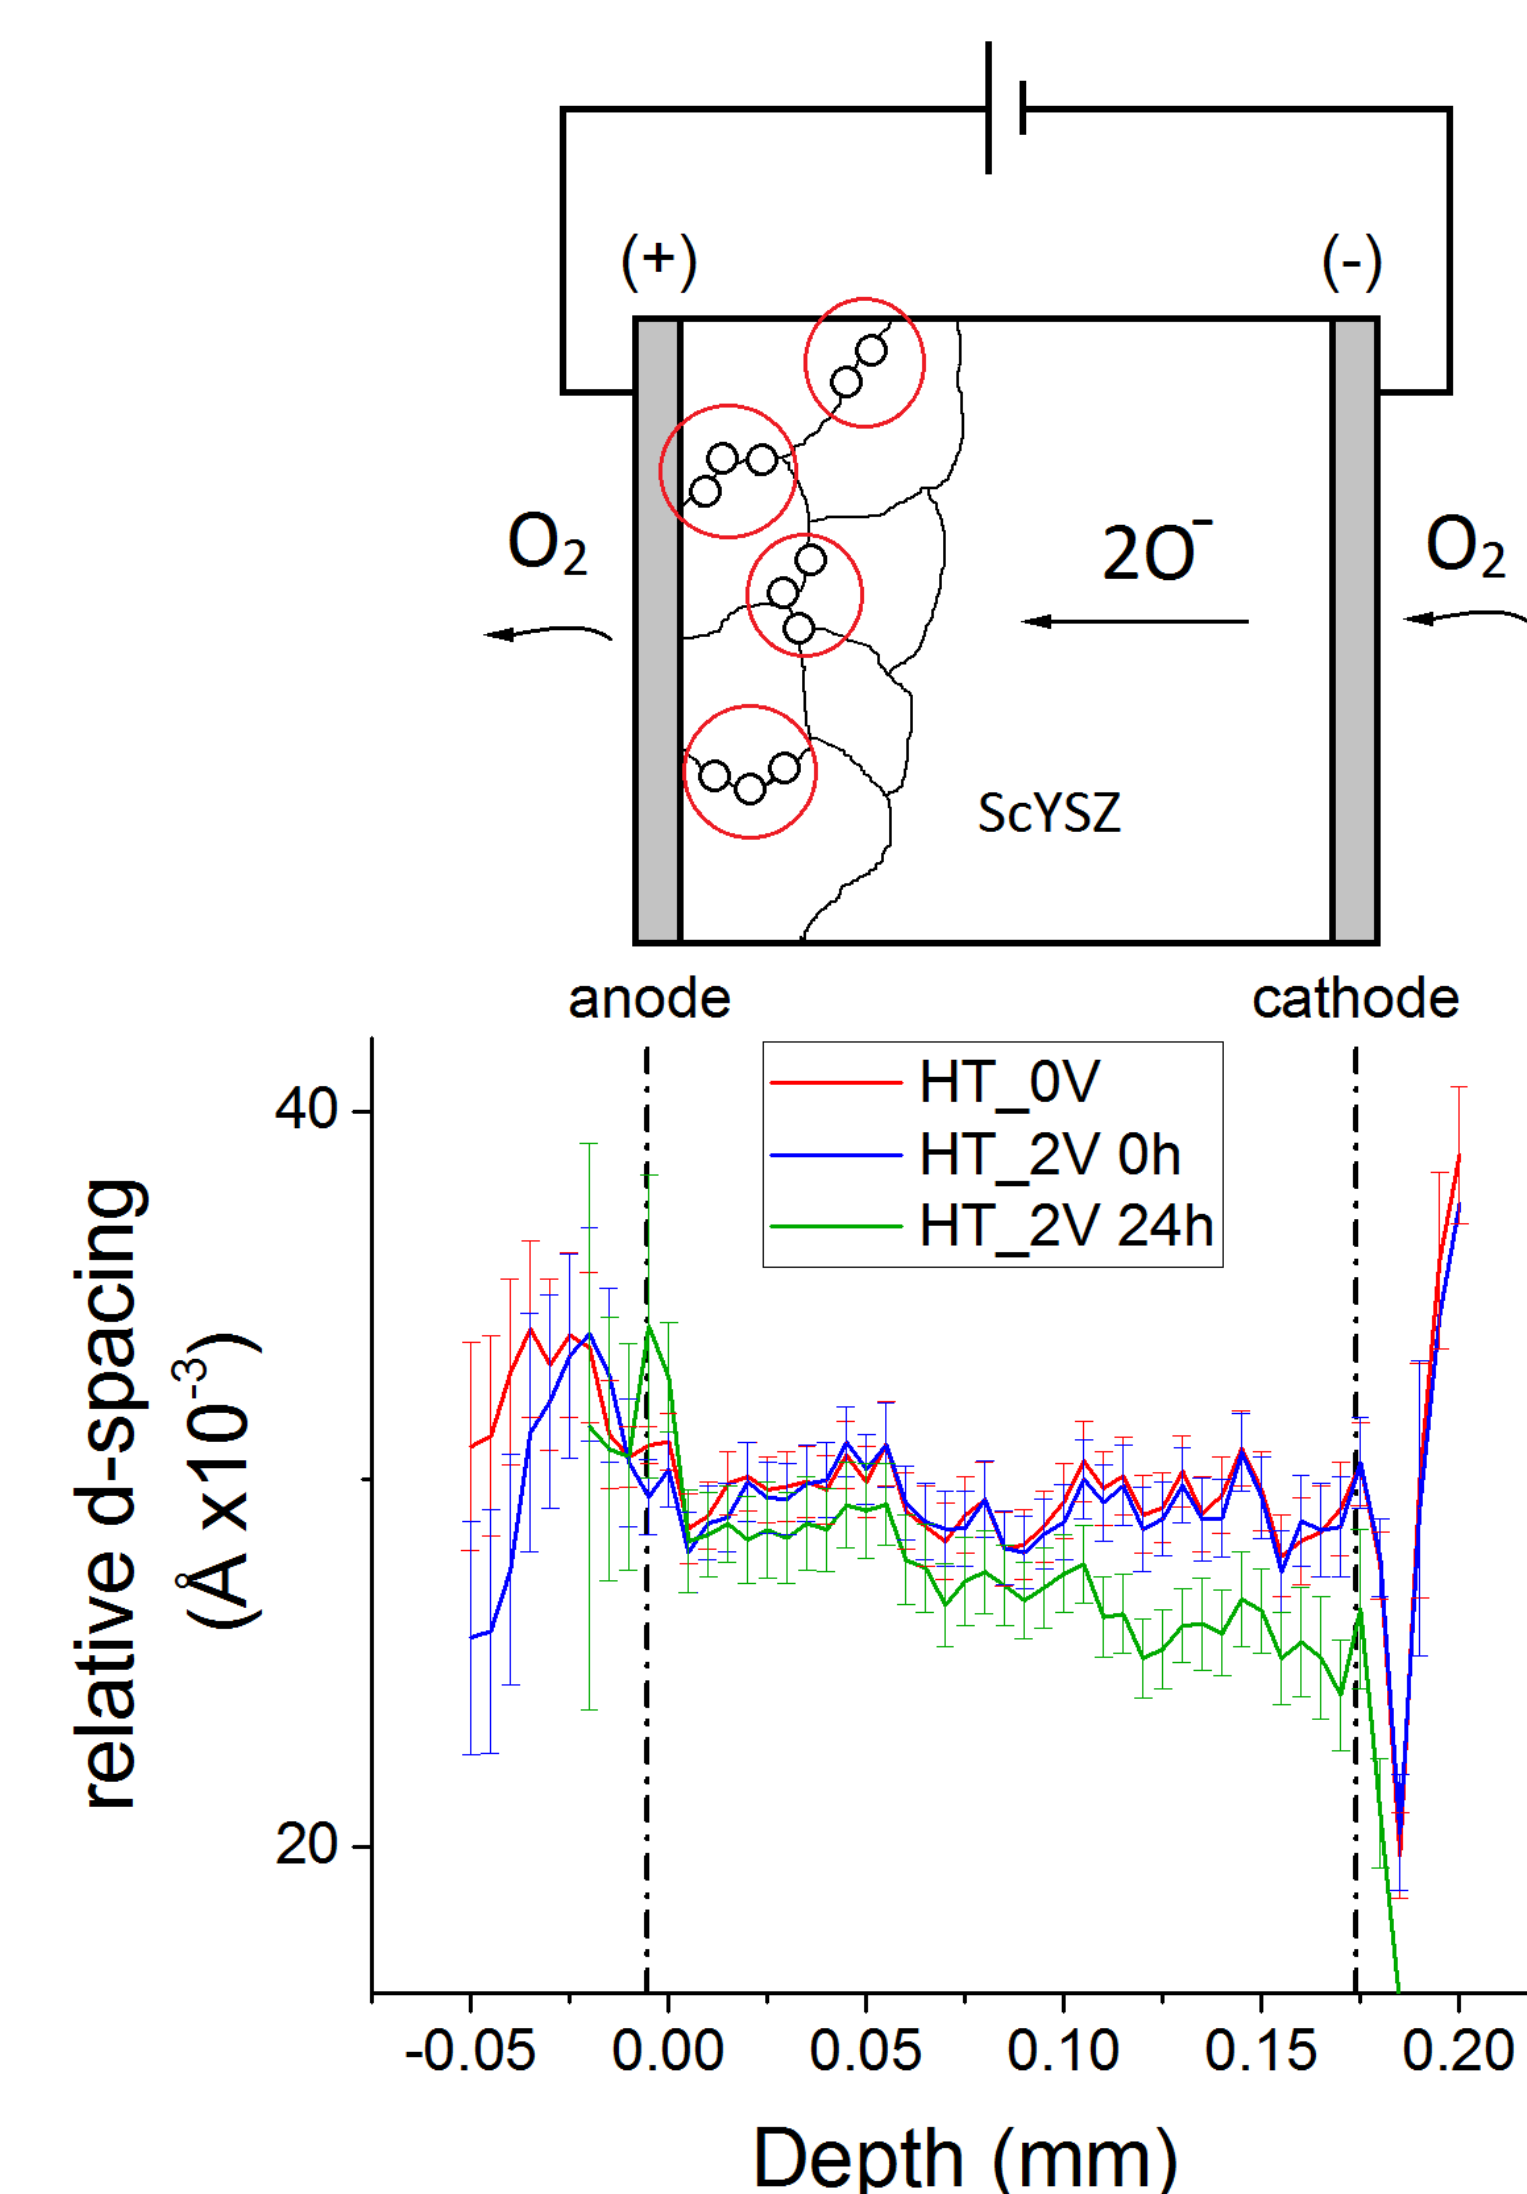 (+) (-)
O₂ 2O⁻ O₂
ScYSZ
anode cathode
HT_0V
HT_2V 0h
HT_2V 24h
relative d-spacing
(Å x10⁻³)
40
20
-0.05 0.00 0.05 0.10 0.15 0.20
Depth (mm)